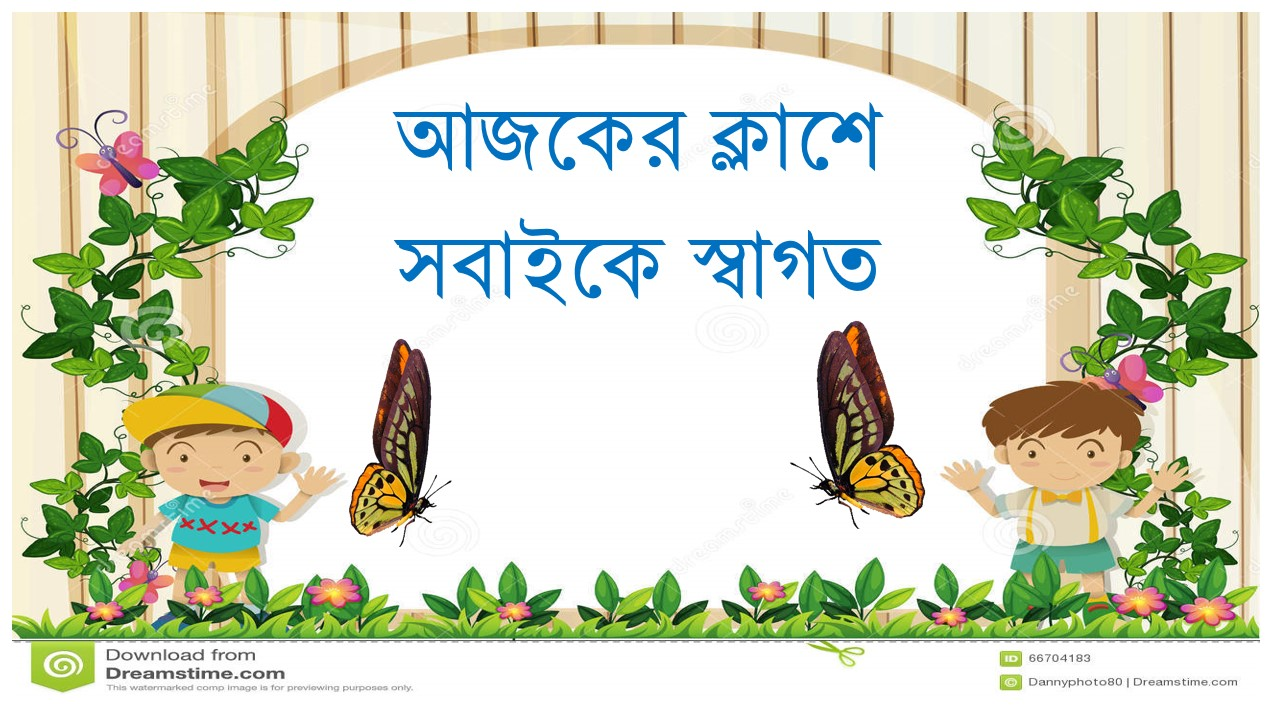 আজকের ক্লাশে
সবাইকে স্বাগত
Download from
Dreamstime.com
This watermarked comp image is for previewing purposes only.
ID 66704183
© Dannyphoto80 | Dreamstime.com